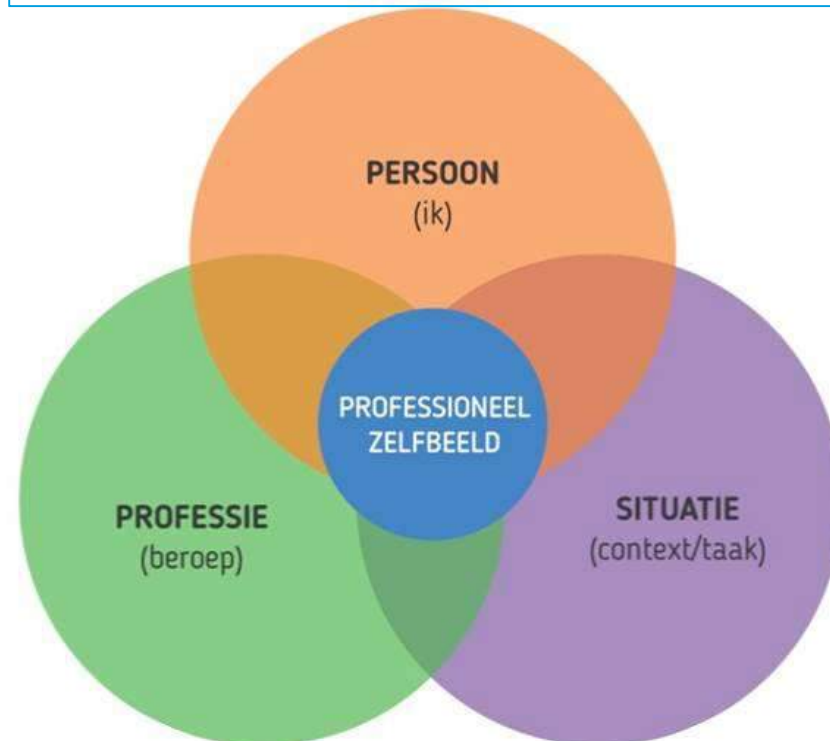 PERSOON
(ik)
PROFESSIONEEL
ZELFBEELD
PROFESSIE
(beroep)
SITUATIE
(context/taak)